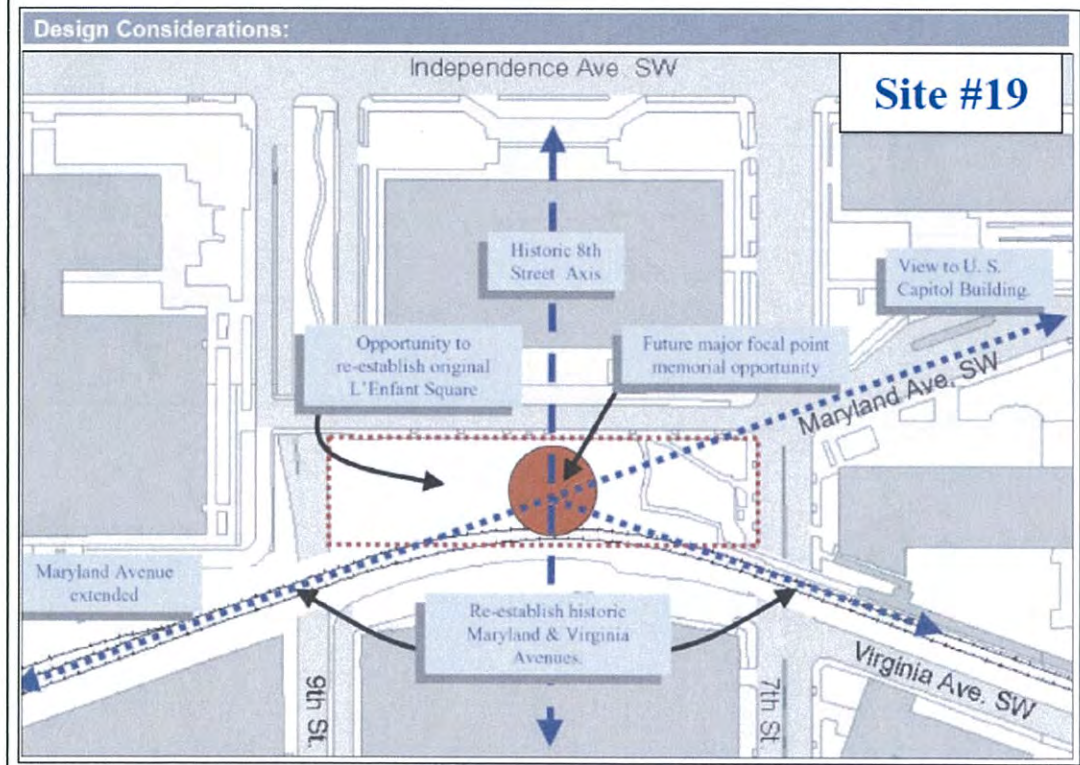 Design Considerations:
Independence Ave SW
Site #19
Historic 8th
Street Axis
View to U. S.
Capitol Building.
Opportunity to
re-establish original
L'Enfant Square
Future major focal point
memorial opportunity
Maryland Ave, SW
Maryland Avenue
extended
Re-establish historic
Maryland & Virginia
Avenues.
9th St.
7th St.
Virginia Ave. SW